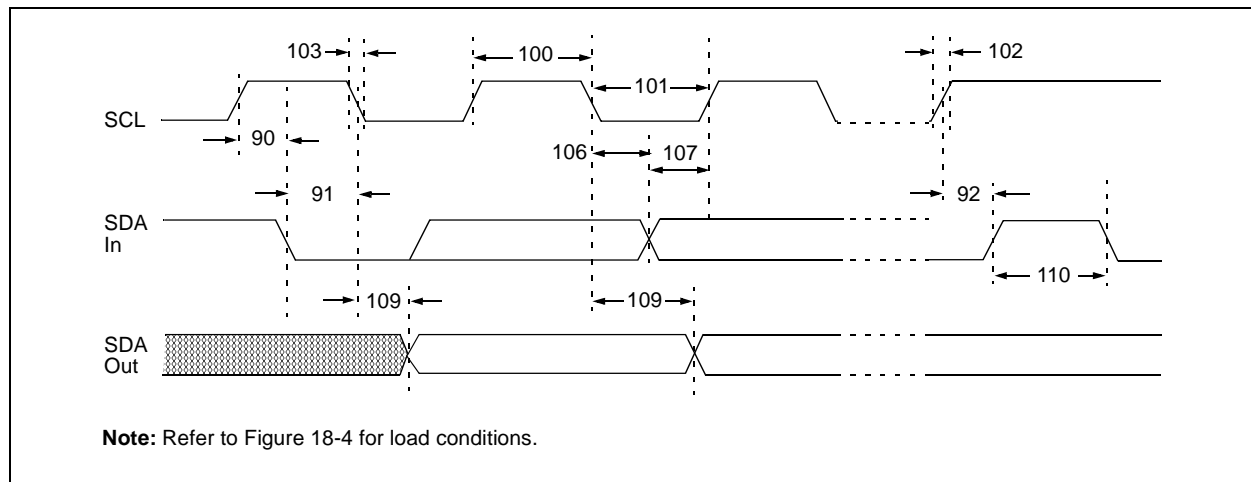 103
100
102
101
SCL
90
106
107
91
92
SDA
In
110
109
109
SDA
Out
Note: Refer to Figure 18-4 for load conditions.